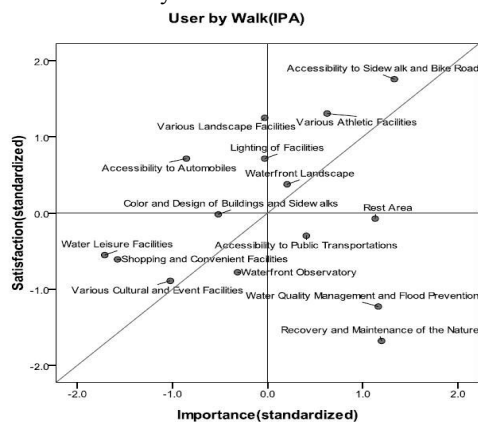 User by Walk(IPA)
2.0
1.0
0.0
-1.0
-2.0
Satisfaction(standardized)
Accessibility to Sidewalk and Bike Road
Various Landscape Facilities
Various Athletic Facilities
Lighting of Facilities
Accessibility to Automobiles
Waterfront Landscape
Color and Design of Buildings and Sidewalks
Rest Area
Water Leisure Facilities
Accessibility to Public Transportations
Shopping and Convenient Facilities
Waterfront Observatory
Various Cultural and Event Facilities
Water Quality Management and Flood Prevention
Recovery and Maintenance of the Nature
-2.0 -1.0 0.0 1.0 2.0
Importance(standardized)